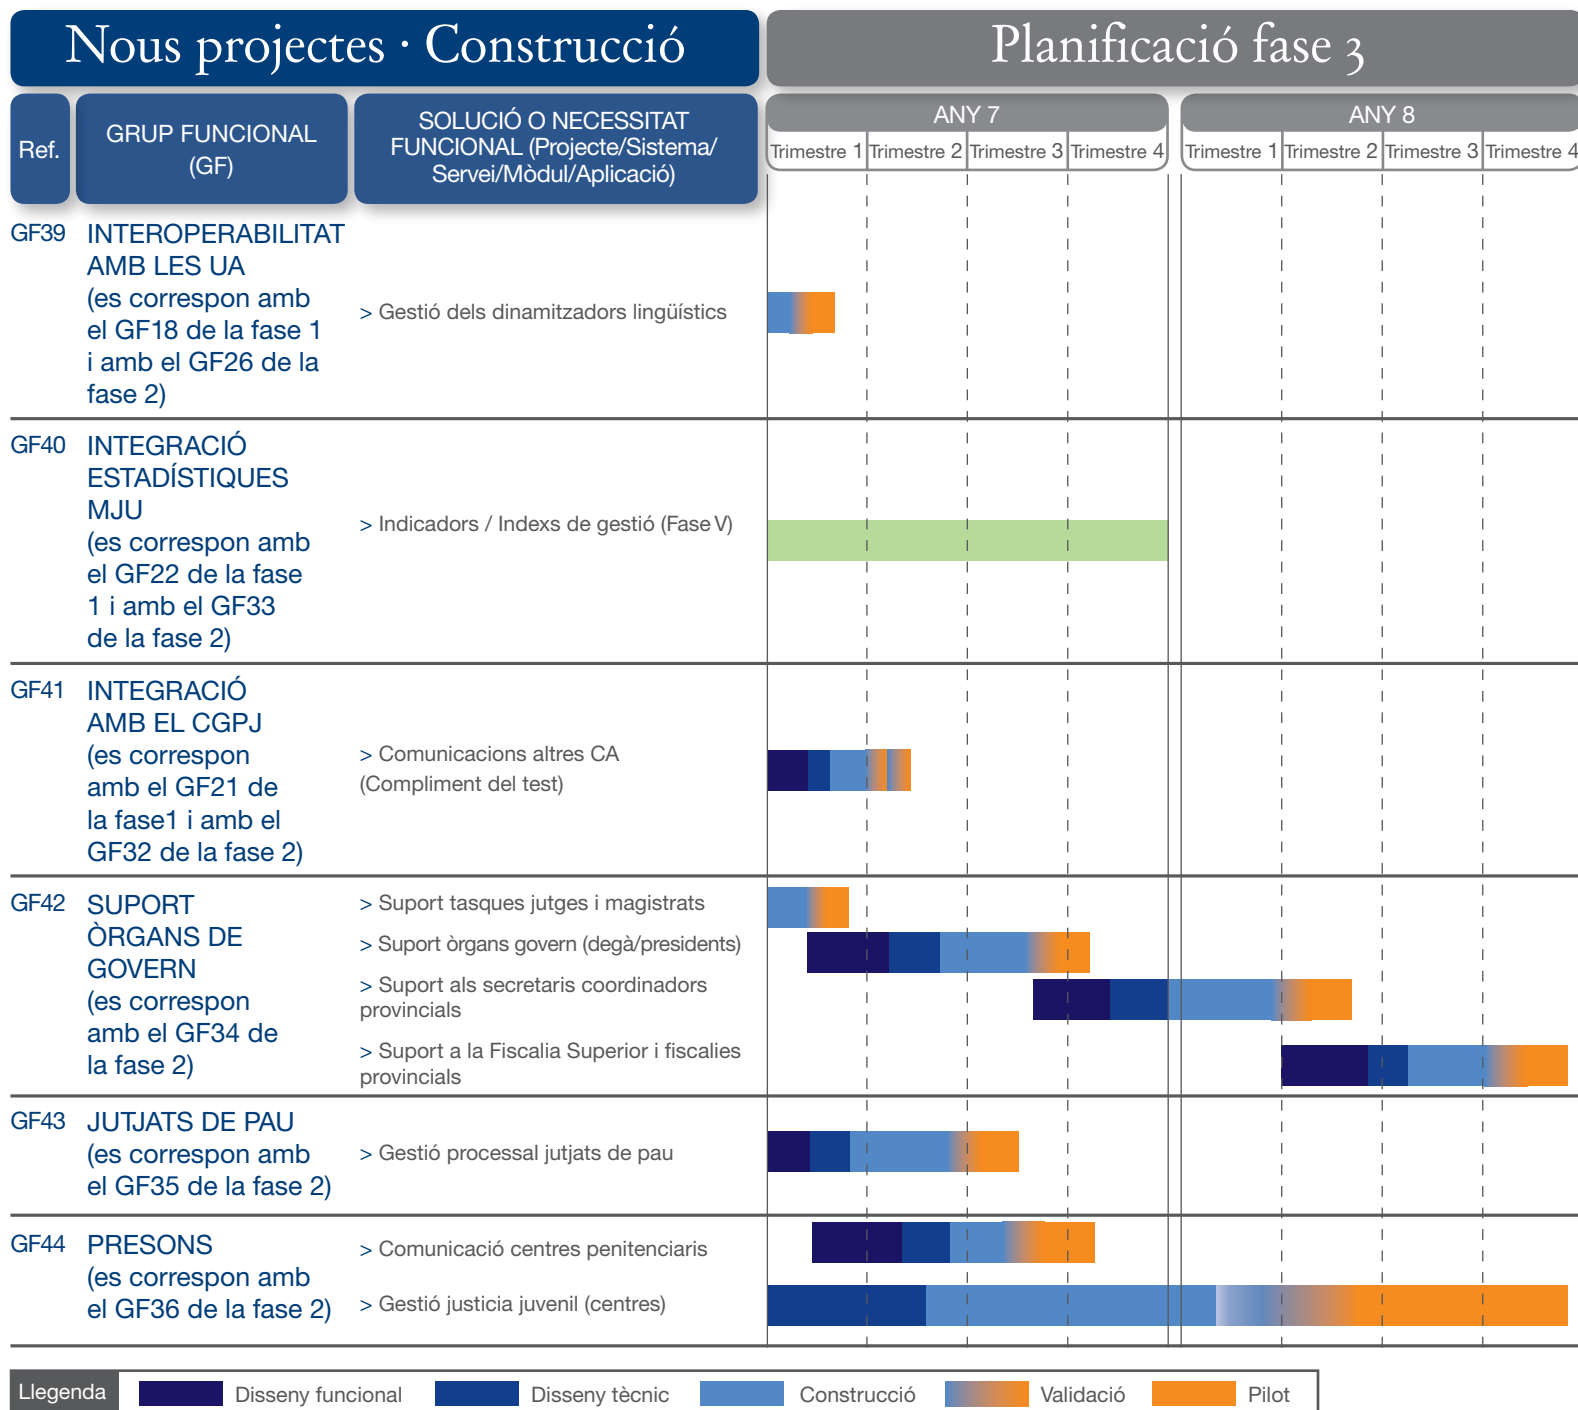 Nous projectes · Construcció
Planificació fase 3
Ref.
GRUP FUNCIONAL
(GF)
SOLUCIÓ O NECESSITAT
FUNCIONAL (Projecte/Sistema/
Servei/Mòdul/Aplicació)
ANY 7
Trimestre 1 Trimestre 2 Trimestre 3 Trimestre 4
ANY 8
Trimestre 1 Trimestre 2 Trimestre 3 Trimestre 4
GF39 INTEROPERABILITAT
AMB LES UA
(es correspon amb
el GF18 de la fase 1
i amb el GF26 de la
fase 2)
> Gestió dels dinamitzadors lingüístics
GF40 INTEGRACIÓ
ESTADÍSTIQUES
MJU
(es correspon amb
el GF22 de la fase
1 i amb el GF33
de la fase 2)
> Indicadors / Indexs de gestió (Fase V)
GF41 INTEGRACIÓ
AMB EL CGPJ
(es correspon
amb el GF21 de
la fase1 i amb el
GF32 de la fase 2)
> Comunicacions altres CA
(Compliment del test)
GF42 SUPORT
ÒRGANS DE
GOVERN
(es correspon
amb el GF34 de
la fase 2)
> Suport tasques jutges i magistrats
> Suport òrgans govern (degà/presidents)
> Suport als secretaris coordinadors
provincials
> Suport a la Fiscalia Superior i fiscalies
provincials
GF43 JUTJATS DE PAU
(es correspon amb
el GF35 de la fase 2)
> Gestió processal jutjats de pau
GF44 PRESONS
(es correspon amb
el GF36 de la fase 2)
> Comunicació centres penitenciaris
> Gestió justicia juvenil (centres)
Llegenda
Disseny funcional
Disseny tècnic
Construcció
Validació
Pilot